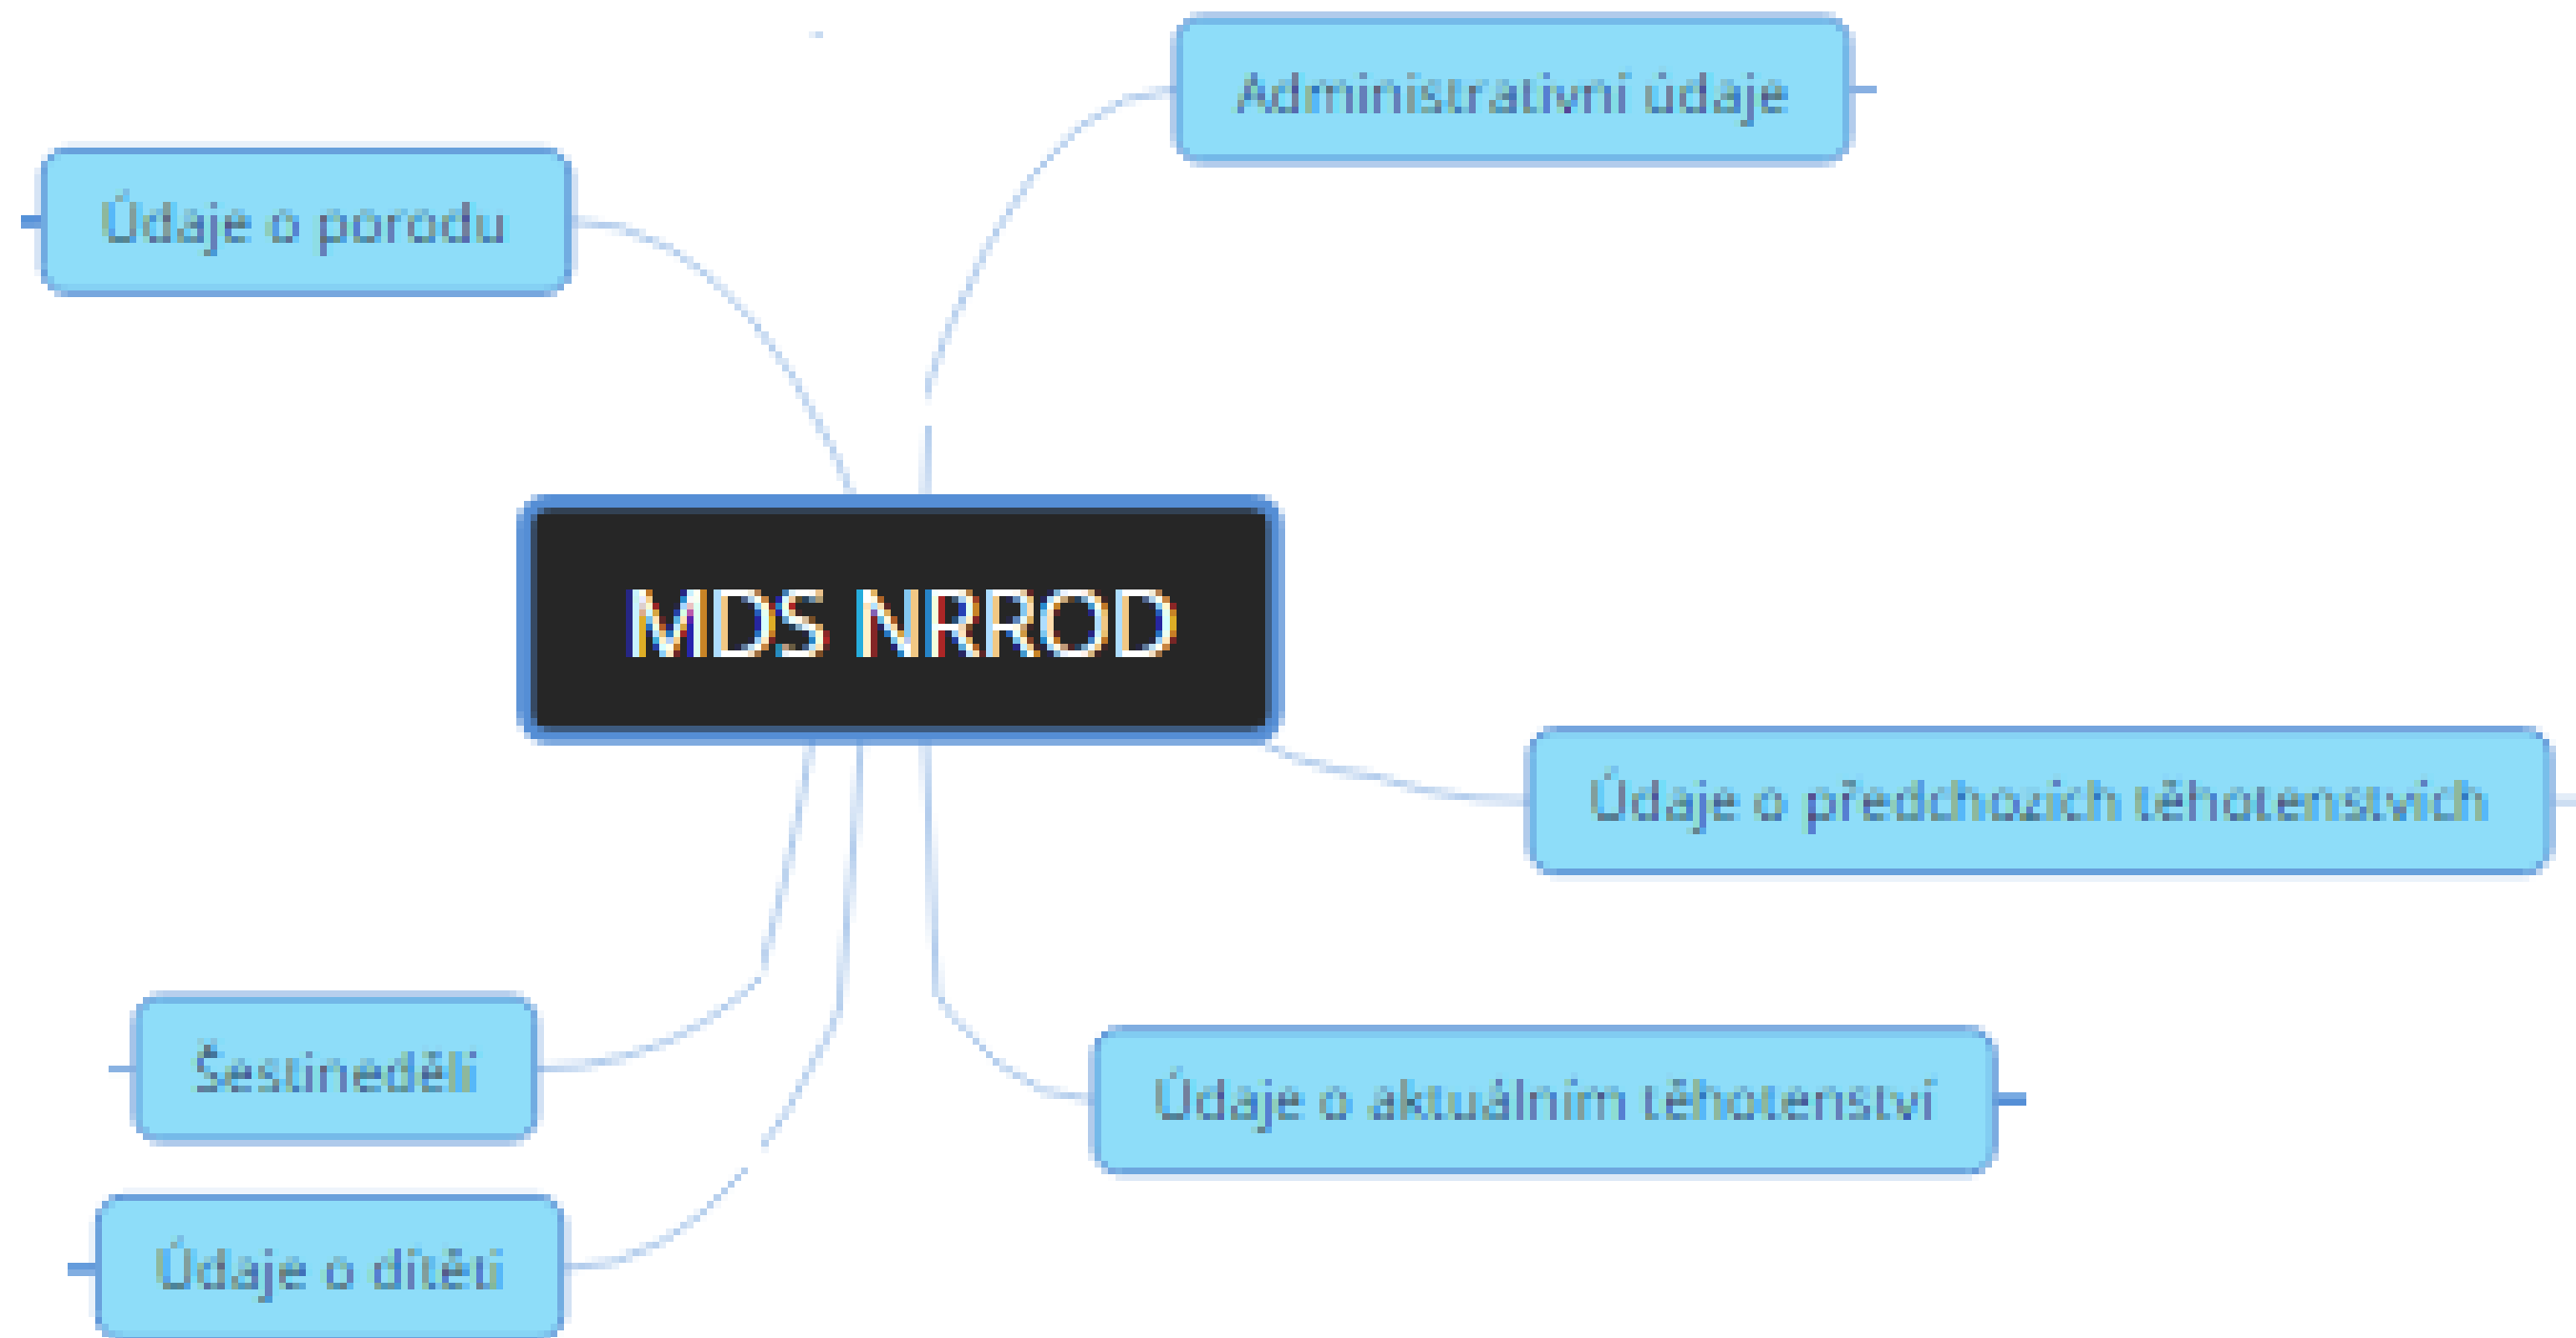 Administrativní údaje
Údaje o porodu
MDS NRROD
Údaje o předchozích těhotenstvích
Šestinedělí
Údaje o aktuálním těhotenství
Údaje o dítěti